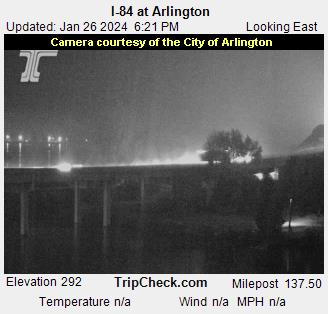 I-84 at Arlington
Updated: Jan 26 2024 6:21 PM Looking East
Camera courtesy of the City of Arlington
Elevation 292 TripCheck.com Milepost 137.50
Temperature n/a Wind n/a MPH n/a